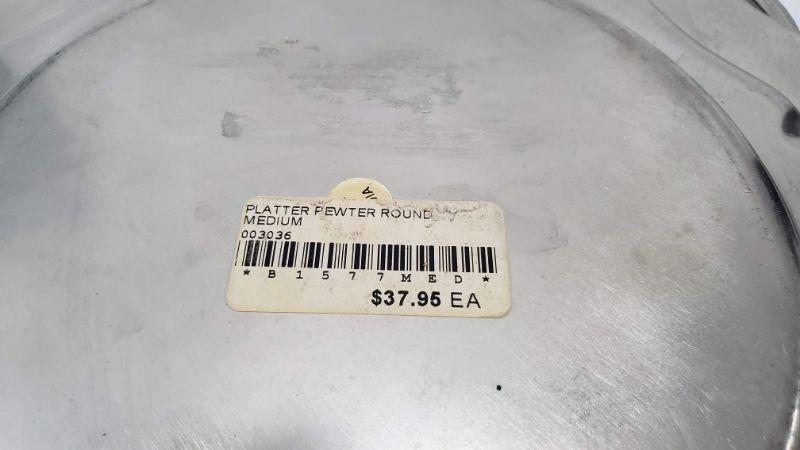 PLATTER PEWTER ROUND
MEDIUM
003036
* B 1 5 7 7 M E D *
$37.95 EA